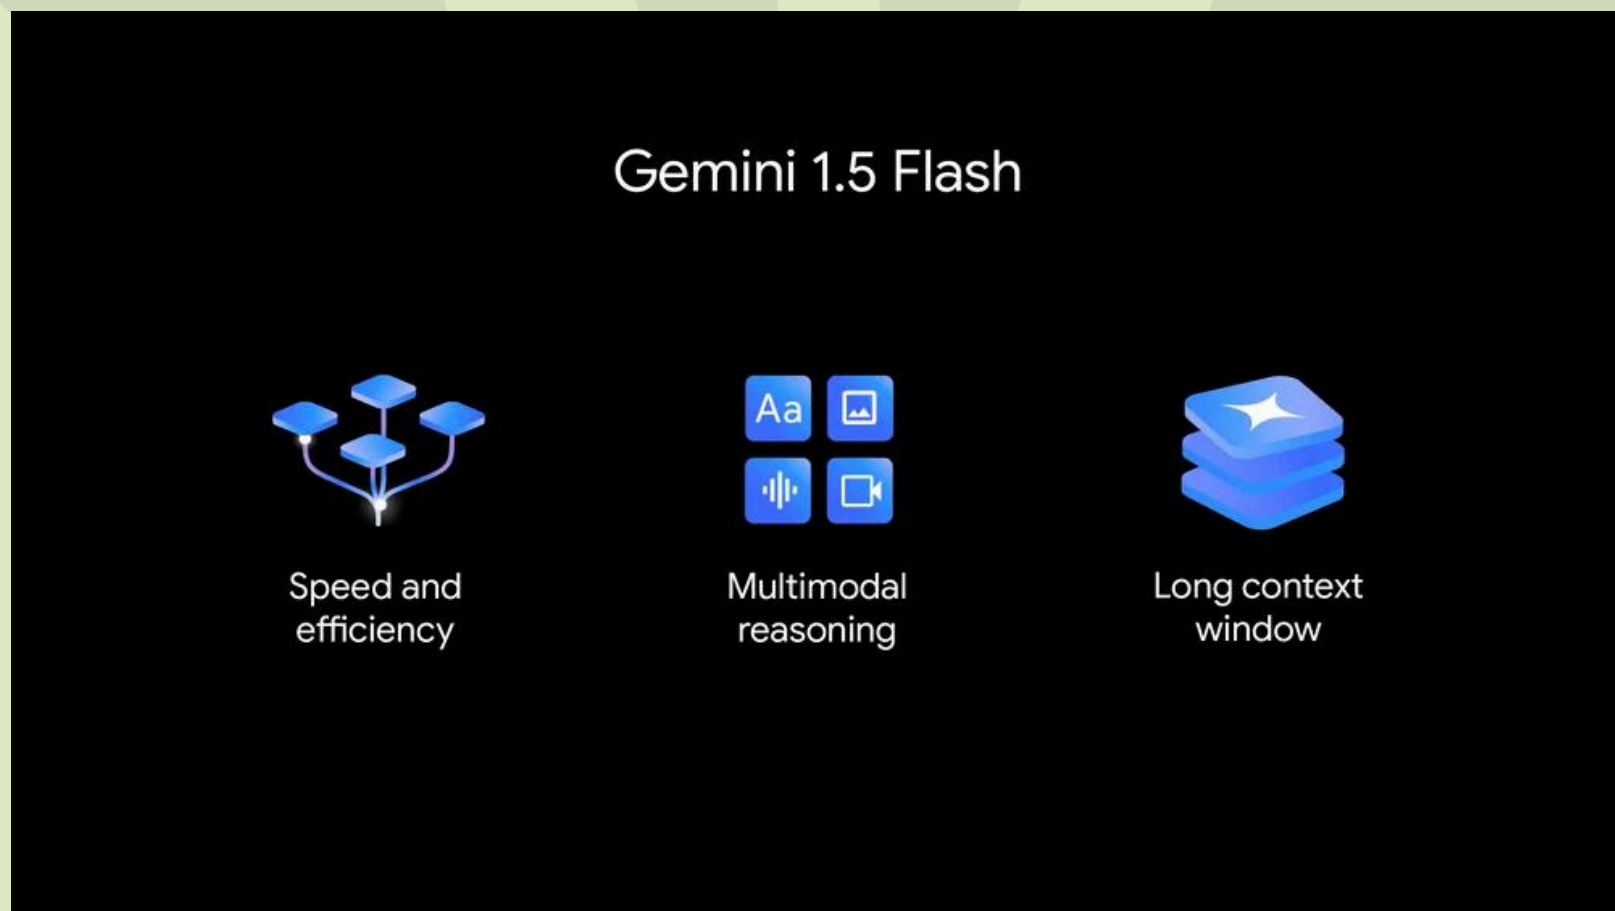 Gemini 1.5 Flash
Aa
Speed and
efficiency
Multimodal
reasoning
Long context
window